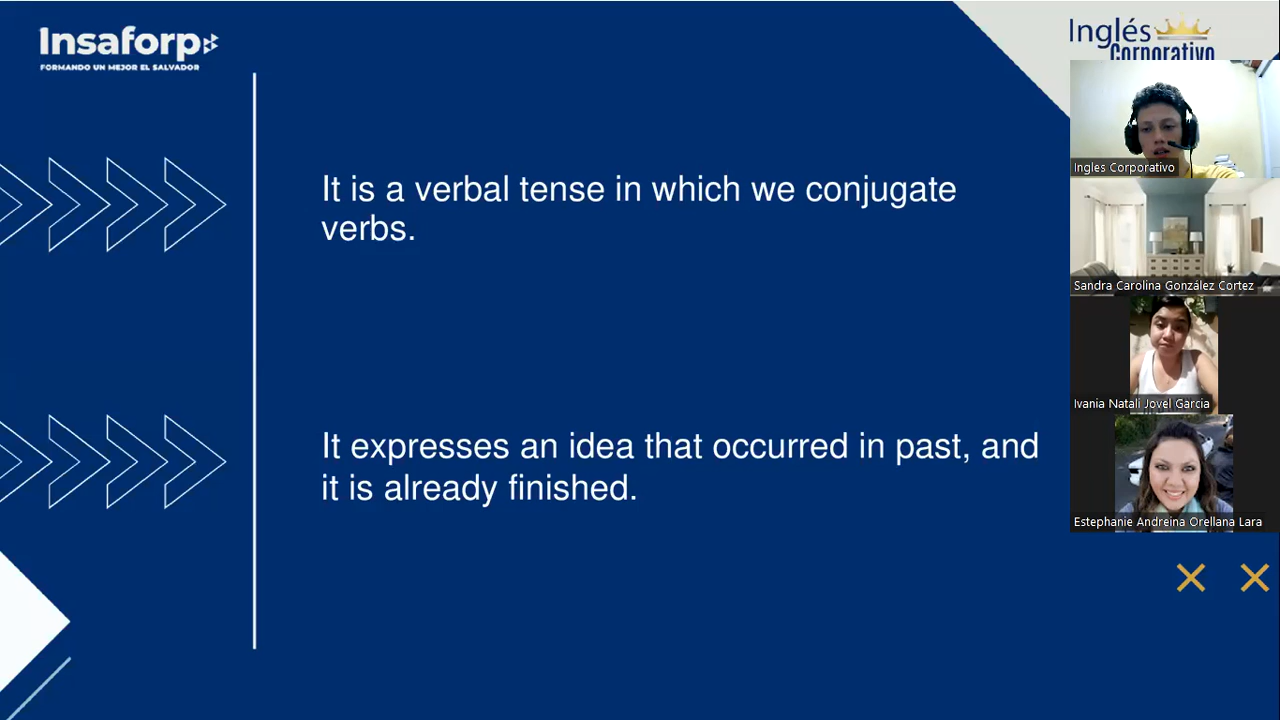 Insaforp
FORMANDO UN MEJOR EL SALVADOR
Inglés
Corporativo
Ingles Corporativo
It is a verbal tense in which we conjugate
verbs.
Sandra Carolina González Cortez
Ivania Natali Jovel Garcia
It expresses an idea that occurred in past, and
it is already finished.
Estephanie Andreina Orellana Lara